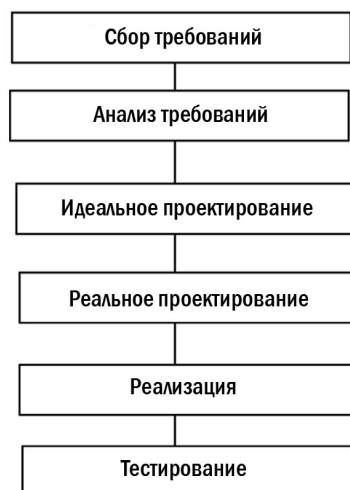 Сбор требований
Анализ требований
Идеальное проектирование
Реальное проектирование
Реализация
Тестирование